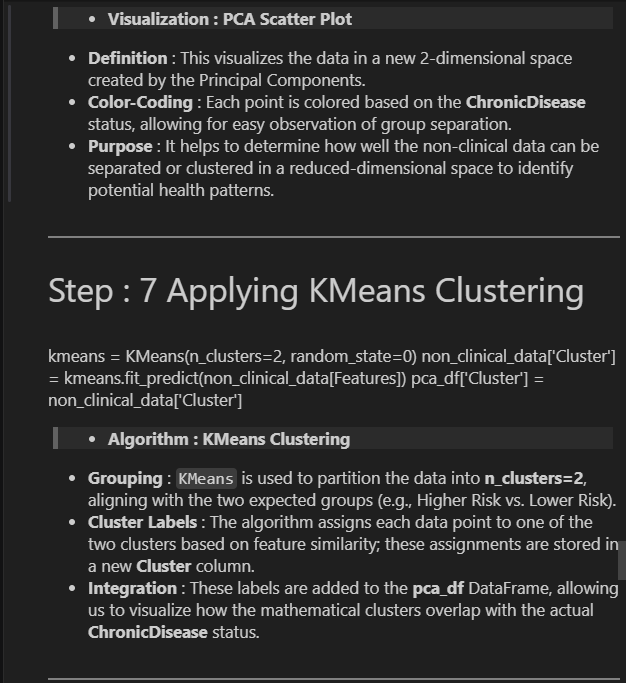 • Visualization : PCA Scatter Plot
• Definition : This visualizes the data in a new 2-dimensional space
created by the Principal Components.
• Color-Coding : Each point is colored based on the ChronicDisease
status, allowing for easy observation of group separation.
• Purpose : It helps to determine how well the non-clinical data can be
separated or clustered in a reduced-dimensional space to identify
potential health patterns.
Step : 7 Applying KMeans Clustering
kmeans = KMeans(n_clusters=2, random_state=0) non_clinical_data['Cluster']
= kmeans.fit_predict(non_clinical_data[Features]) pca_df['Cluster'] =
non_clinical_data['Cluster']
• Algorithm : KMeans Clustering
• Grouping : KMeans is used to partition the data into n_clusters=2,
aligning with the two expected groups (e.g., Higher Risk vs. Lower Risk).
• Cluster Labels : The algorithm assigns each data point to one of the
two clusters based on feature similarity; these assignments are stored in
a new Cluster column.
• Integration : These labels are added to the pca_df DataFrame, allowing
us to visualize how the mathematical clusters overlap with the actual
ChronicDisease status.